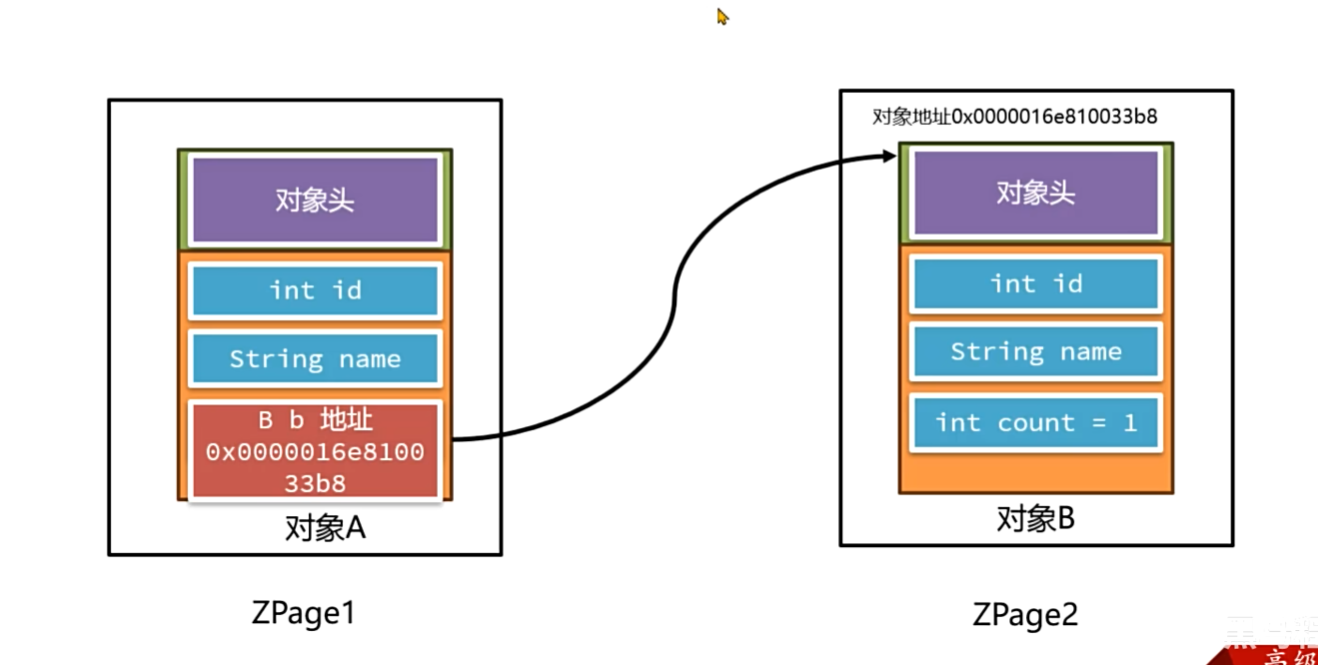 对象地址0x0000016e810033b8
对象头
int id
String name
B b 地址
0x0000016e8100
33b8
对象A
ZPage1
对象头
int id
String name
int count = 1
对象B
ZPage2
高级